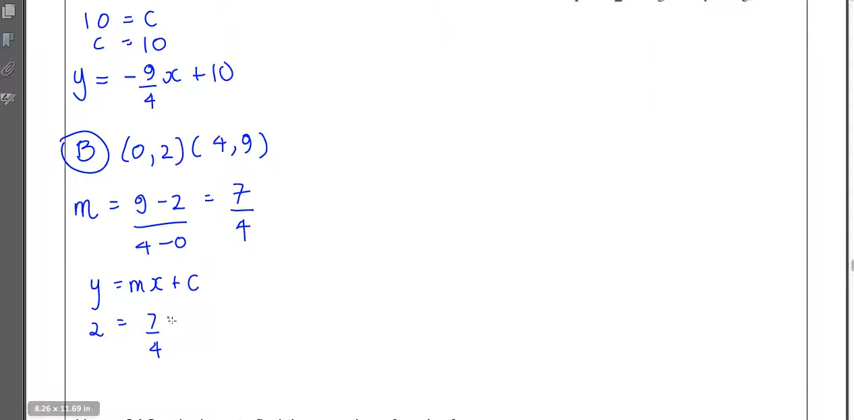 10 = C
C = 10
y = -9/4 x + 10
B (0,2) (4,9)
m = 9 - 2 / 4 - 0 = 7/4
y = mx + C
2 = 7/4
8.26 x 11.69 in